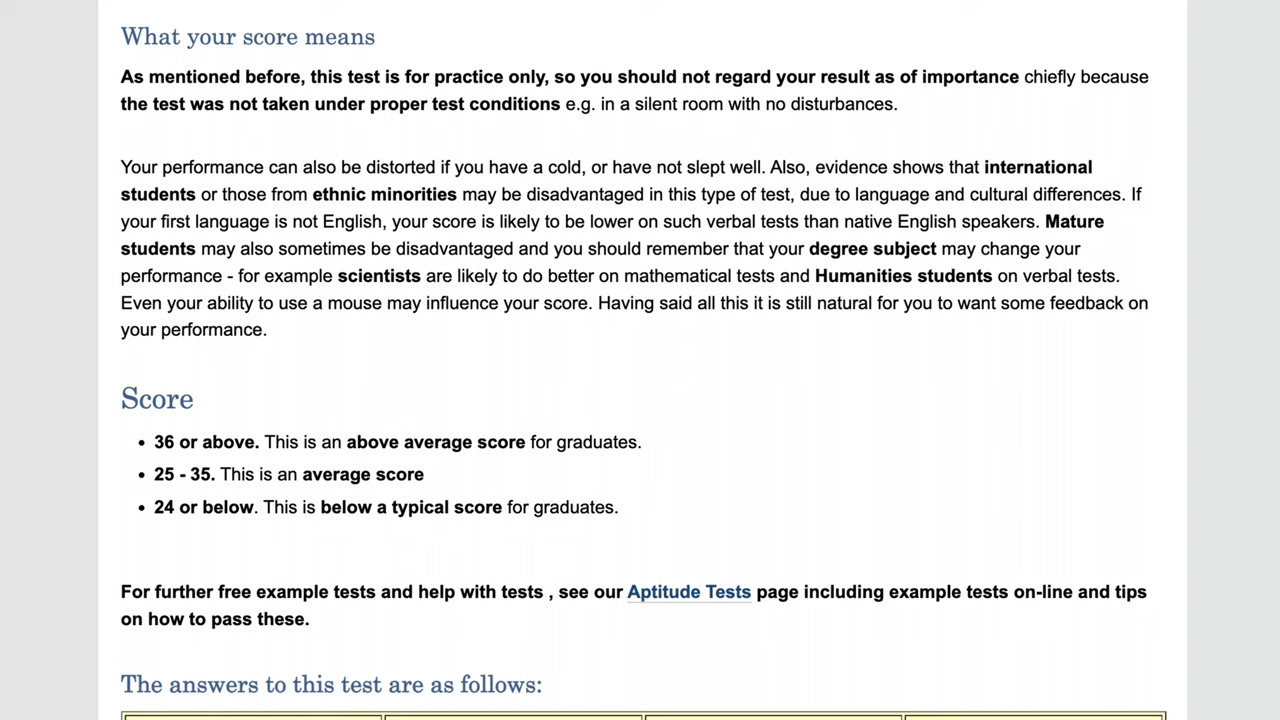 What your score means
As mentioned before, this test is for practice only, so you should not regard your result as of importance chiefly because
the test was not taken under proper test conditions e.g. in a silent room with no disturbances.
Your performance can also be distorted if you have a cold, or have not slept well. Also, evidence shows that international
students or those from ethnic minorities may be disadvantaged in this type of test, due to language and cultural differences. If
your first language is not English, your score is likely to be lower on such verbal tests than native English speakers. Mature
students may also sometimes be disadvantaged and you should remember that your degree subject may change your
performance - for example scientists are likely to do better on mathematical tests and Humanities students on verbal tests.
Even your ability to use a mouse may influence your score. Having said all this it is still natural for you to want some feedback on
your performance.
Score
• 36 or above. This is an above average score for graduates.
• 25 - 35. This is an average score
• 24 or below. This is below a typical score for graduates.
For further free example tests and help with tests , see our Aptitude Tests page including example tests on-line and tips
on how to pass these.
The answers to this test are as follows: